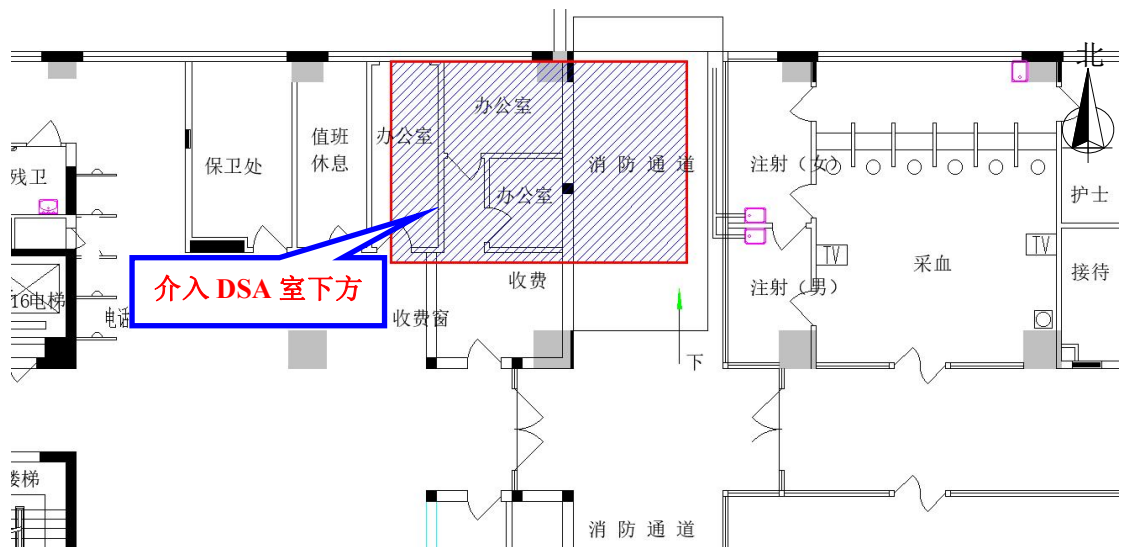 北
办公室
值班
办公室
休息
消防通道
注射（女）
保卫处
残卫
办公室
护士
TV
TV
采血
接待
收费
介入 DSA 室下方
注射（男）
16电梯
电话
收费窗
下
楼梯
消防通道